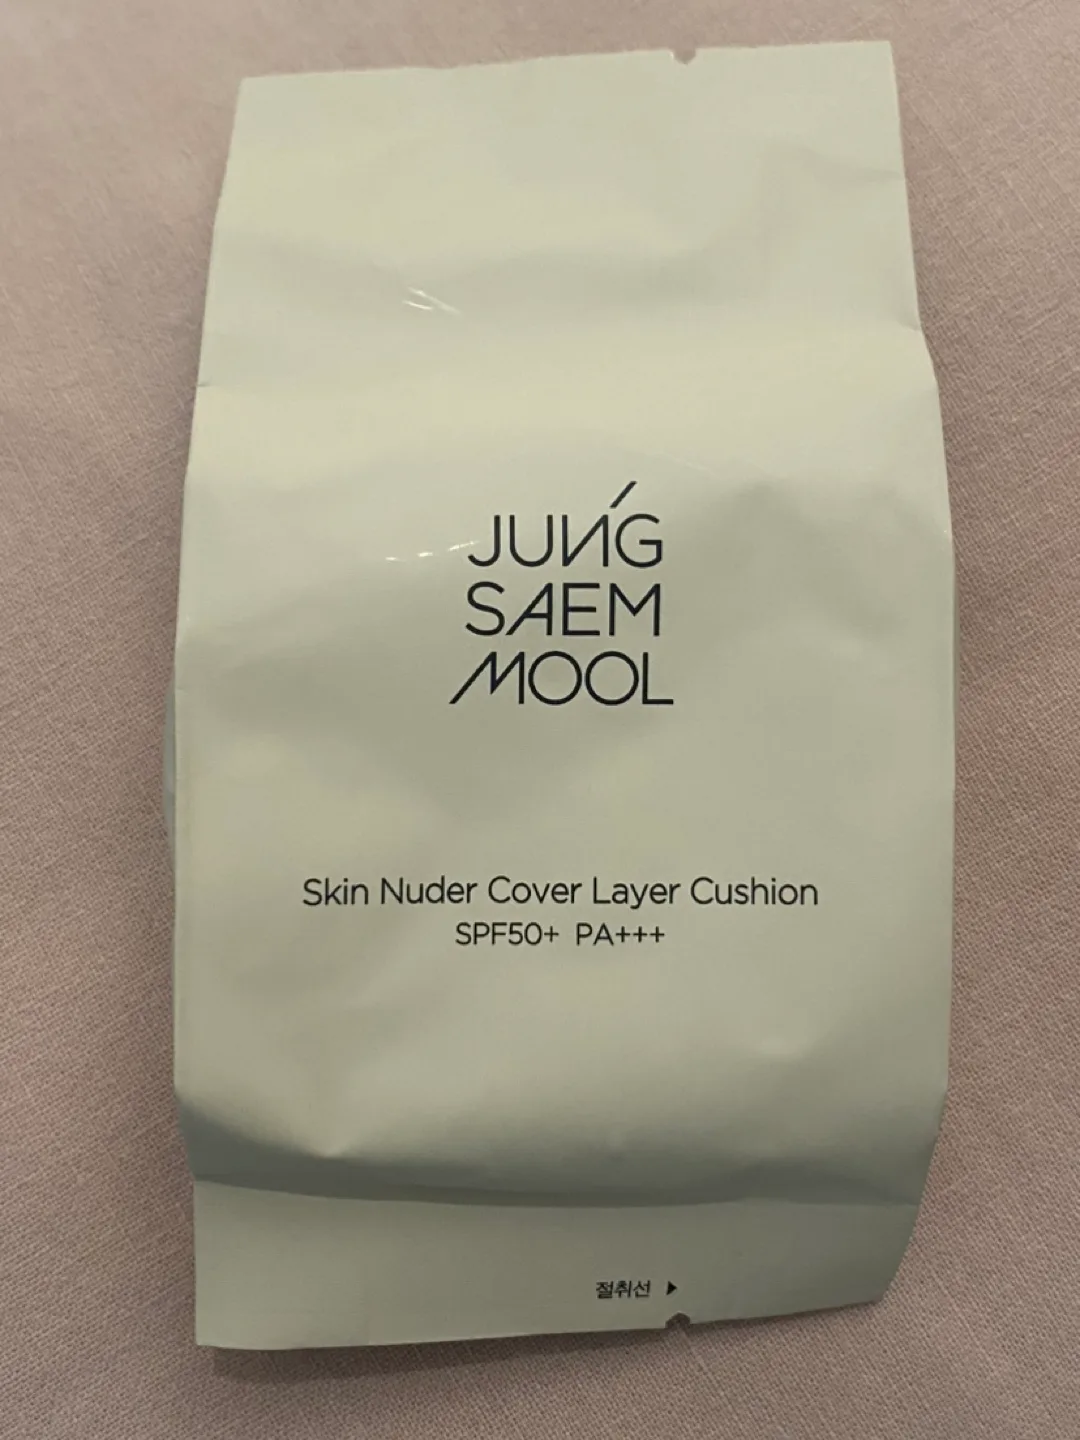 JUNG
SAEM
MOOL
Skin Nuder Cover Layer Cushion
SPF50+ PA+++
절취선 ▶